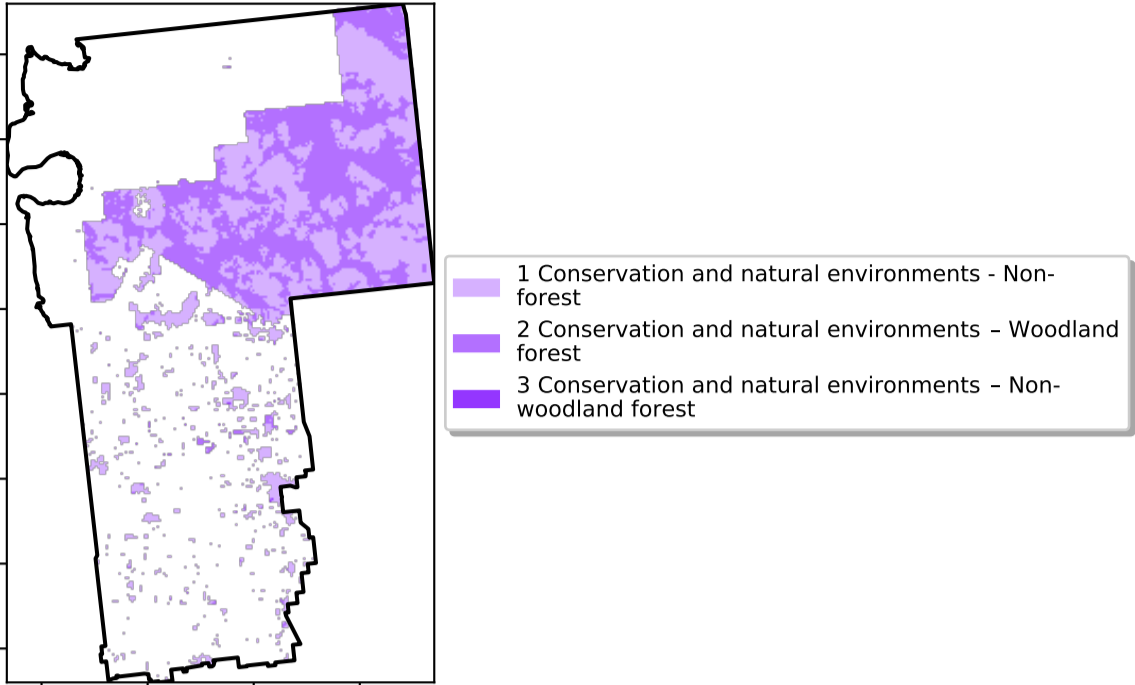 1 Conservation and natural environments - Non-
forest
2 Conservation and natural environments – Woodland
forest
3 Conservation and natural environments – Non-
woodland forest